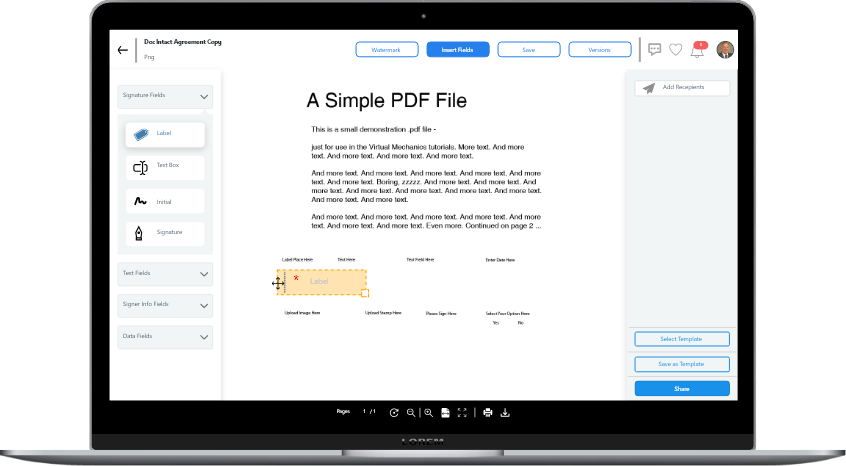 DocIntact Agreement Copy
Png
Watermark
Insert Fields
Save
Versions
Signature Fields
Label
Text Box
Initial
Signature
Text Fields
Signer Info Fields
Data Fields
A Simple PDF File
This is a small demonstration .pdf file -
just for use in the Virtual Mechanics tutorials. More text. And more
text. And more text. And more text. And more text.
And more text. And more text. And more text. And more text. And more
text. And more text. Boring, zzzzz. And more text. And more text. And
more text. And more text. And more text. And more text. And more text.
And more text. And more text.
And more text. And more text. And more text. And more text. And more
text. And more text. And more text. Even more. Continued on page 2 ...
Label Place Here
Text Here
Text Field Here
Enter Date Here
* Label
Upload Image Here
Upload Stamp Here
Please Sign Here
Select Your Option Here
Yes
No
Add Recepients
Select Template
Save as Template
Share
Pages
1 / 1
LOREM